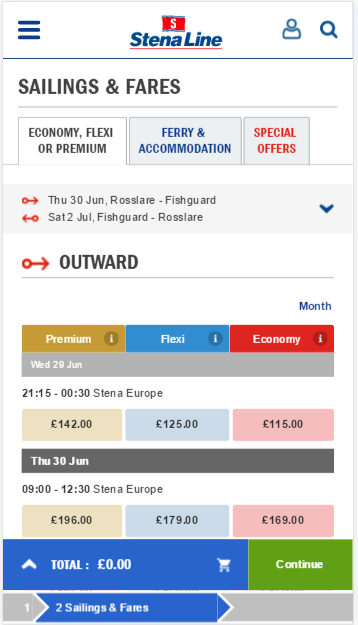 S
Stena Line
SAILINGS & FARES
ECONOMY, FLEXI
OR PREMIUM
FERRY &
ACCOMMODATION
SPECIAL
OFFERS
Thu 30 Jun, Rosslare - Fishguard
Sat 2 Jul, Fishguard - Rosslare
OUTWARD
Month
Premium i Flexi i Economy i
Wed 29 Jun
21:15 - 00:30 Stena Europe
£142.00 £125.00 £115.00
Thu 30 Jun
09:00 - 12:30 Stena Europe
£196.00 £179.00 £169.00
TOTAL : £0.00 Continue
1 2 Sailings & Fares